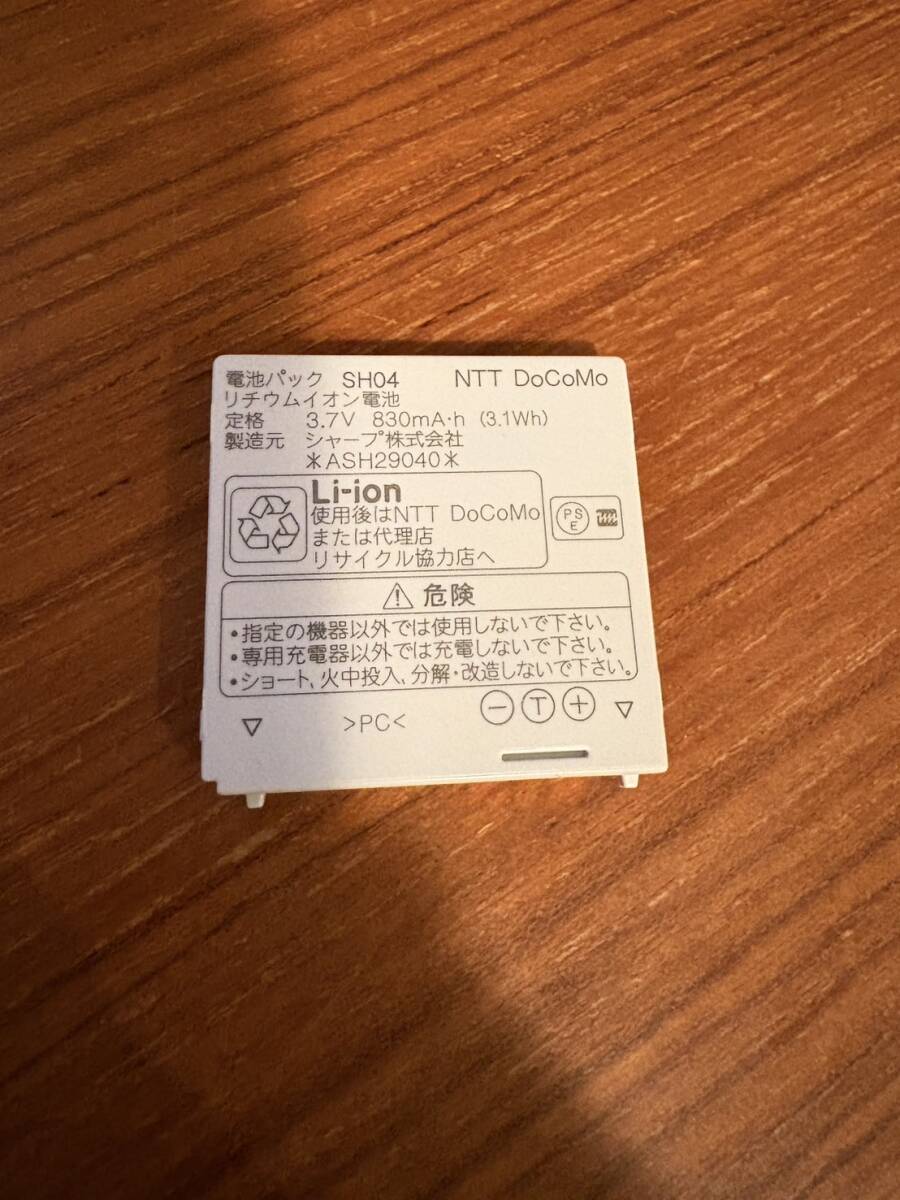 電池パック SH04 NTT DoCoMo
リチウムイオン電池
定格 3.7V 830mA·h (3.1Wh)
製造元 シャープ株式会社
*ASH29040*
Li-ion
使用後はNTT DoCoMo
または代理店
リサイクル協力店へ
PS
E
⚠ 危険
・指定の機器以外では使用しないで下さい。
・専用充電器以外では充電しないで下さい。
・ショート、火中投入、分解・改造しないで下さい。
▽ >PC< ⊖ Ⓣ ⊕ ▽